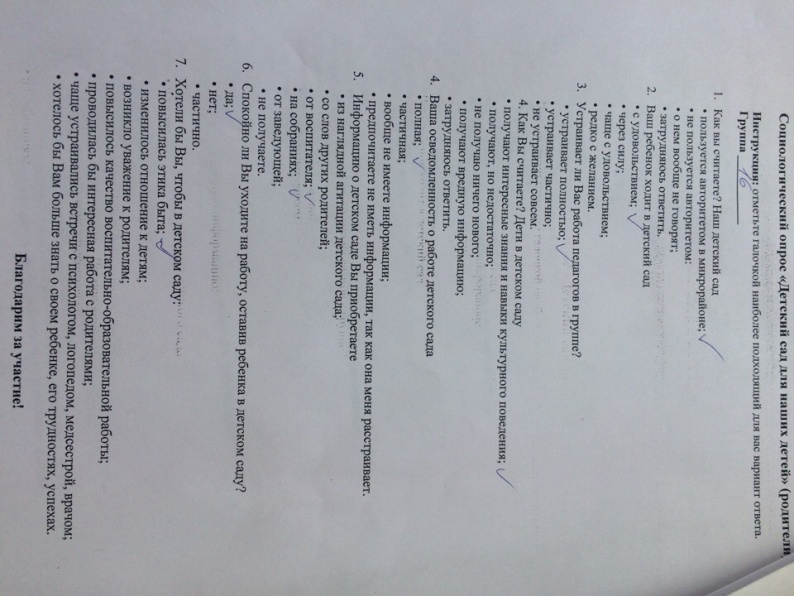 Социологический опрос «Детский сад для наших детей» (родители
Инструкция: отметьте галочкой наиболее подходящий для вас вариант ответа.
Группа 16
1. Как вы считаете? Наш детский сад
• пользуется авторитетом в микрорайоне;
• не пользуется авторитетом:
• о нем вообще не говорят;
• затрудняюсь ответить.
2. Ваш ребенок ходит в детский сад
• с удовольствием;
• через силу;
• чаще с удовольствием;
• редко с желанием.
3. Устраивает ли Вас работа педагогов в группе?
• устраивает полностью;
• устраивает частично;
• не устраивает совсем.
4. Как Вы считаете? Дети в детском саду
• получают интересные знания и навыки культурного поведения;
• получают, но недостаточно;
• не получаю ничего нового;
• получают вредную информацию;
• затрудняюсь ответить.
4. Ваша осведомленность о работе детского сада
• полная;
• частичная;
• вообще не имеете информации;
• предпочитаете не иметь информации, так как она меня расстраивает.
5. Информацию о детском саде Вы приобретаете
• из наглядной агитации детского сада;
• со слов других родителей;
• от воспитателя;
• на собраниях;
• от заведующей;
• не получаете.
6. Спокойно ли Вы уходите на работу, оставив ребенка в детском саду?
• да;
• нет;
• частично.
7. Хотели бы Вы, чтобы в детском саду:
• повысилась этика быта;
• изменилось отношение к детям;
• возникло уважение к родителям;
• повысилось качество воспитательно-образовательной работы;
• проводилась бы интересная работа с родителями;
• чаще устраивались встречи с психологом, логопедом, медсестрой, врачом;
• хотелось бы Вам больше знать о своем ребенке, его трудностях, успехах.
Благодарим за участие!